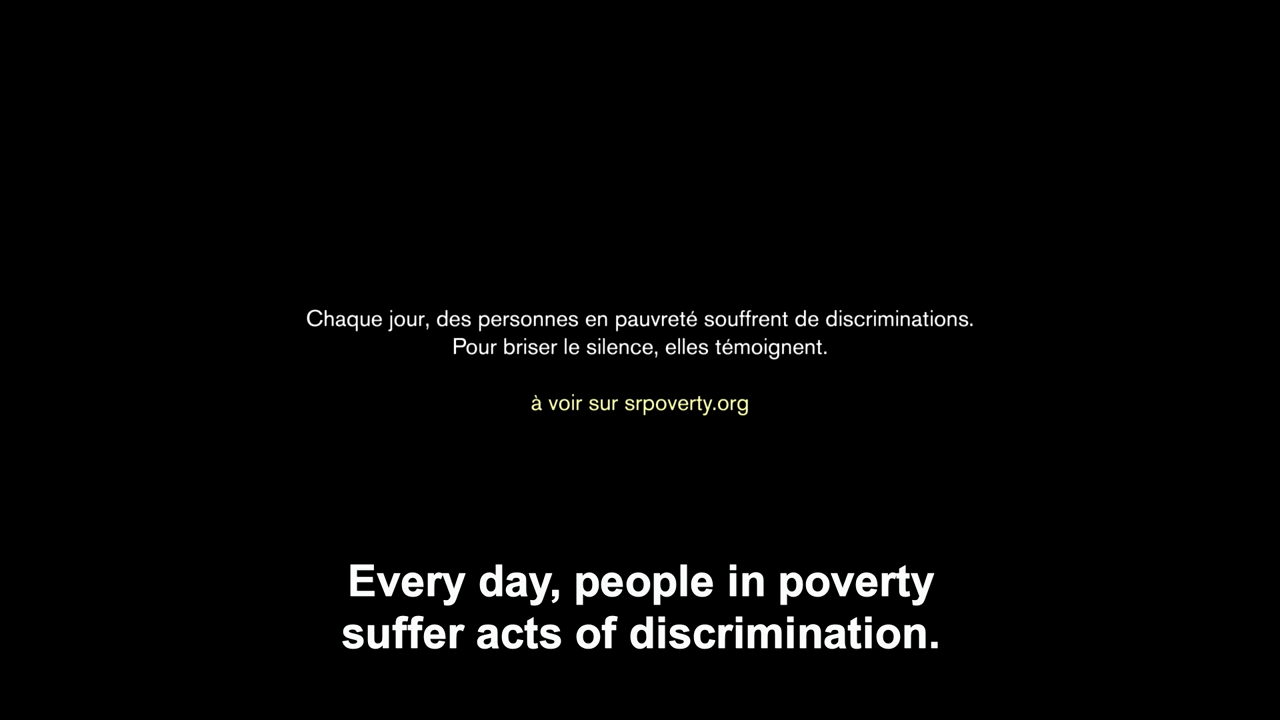 Chaque jour, des personnes en pauvreté souffrent de discriminations.
Pour briser le silence, elles témoignent.
à voir sur srpoverty.org
Every day, people in poverty
suffer acts of discrimination.